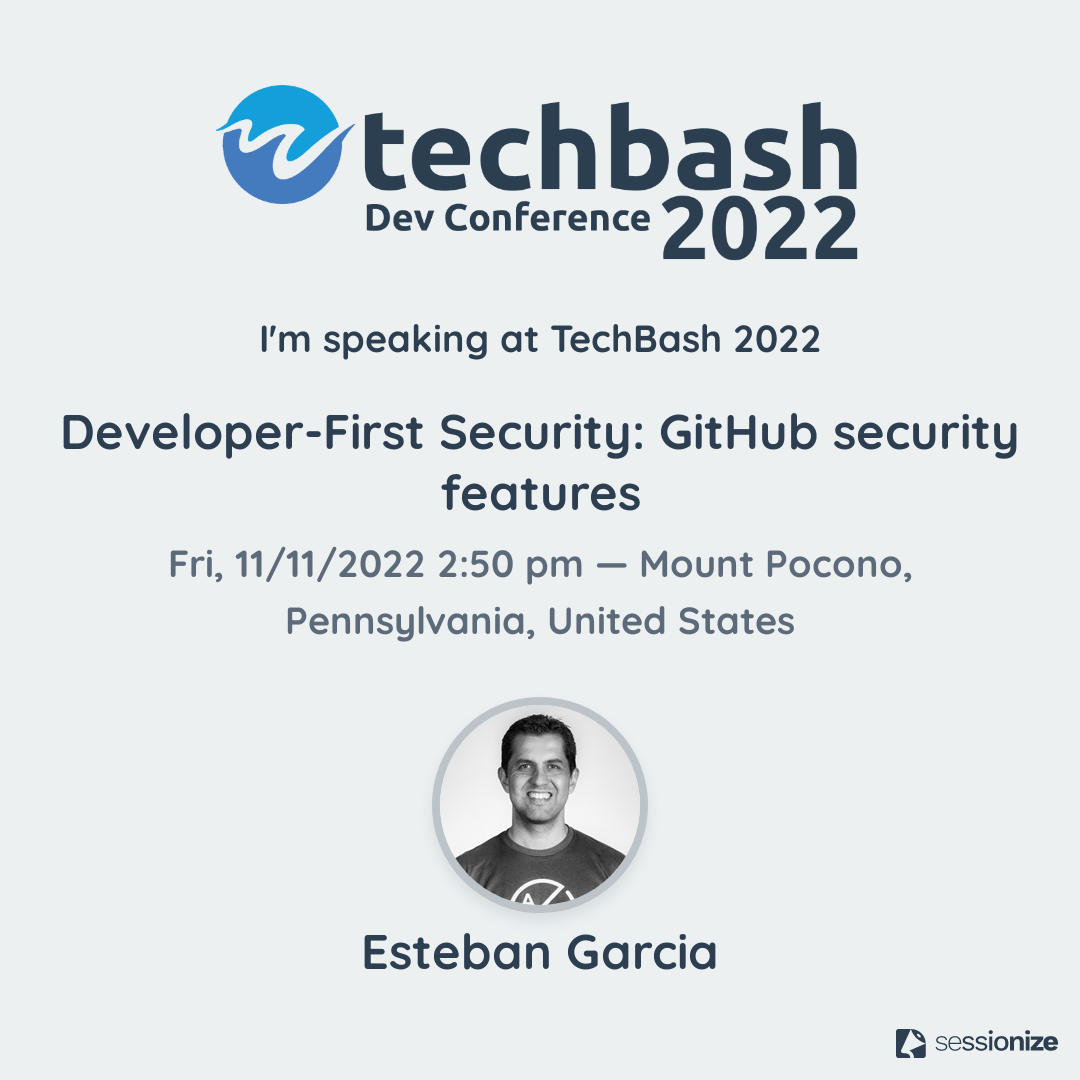 techbash
Dev Conference 2022
I'm speaking at TechBash 2022
Developer-First Security: GitHub security
features
Fri, 11/11/2022 2:50 pm — Mount Pocono,
Pennsylvania, United States
Esteban Garcia
sessionize